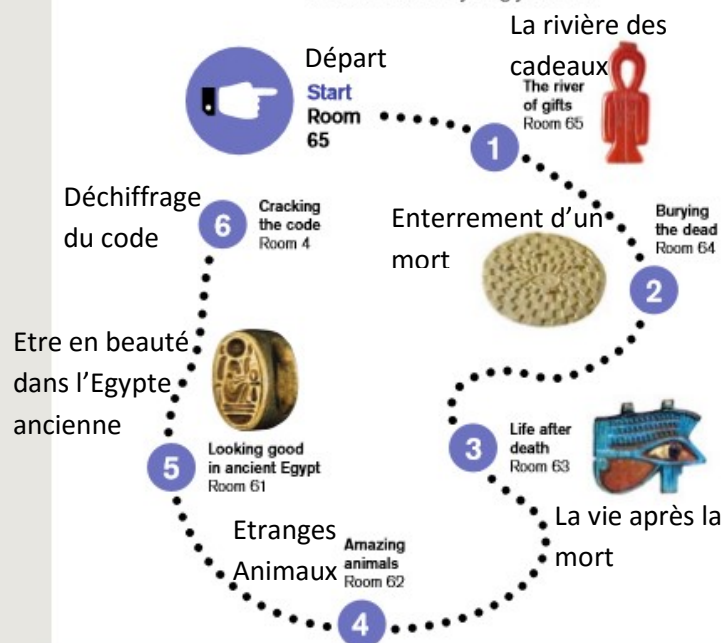 Départ
Start
Room
65
La rivière des
cadeaux
The river
of gifts
Room 65
1
Enterrement d'un
mort
Burying
the dead
Room 64
2
3
Life after
death
Room 63
La vie après la
mort
Etranges
Animaux
Amazing
animals
Room 62
4
Etre en beauté
dans l'Egypte
ancienne
5
Looking good
in ancient Egypt
Room 61
Déchiffrage
du code
6
Cracking
the code
Room 4